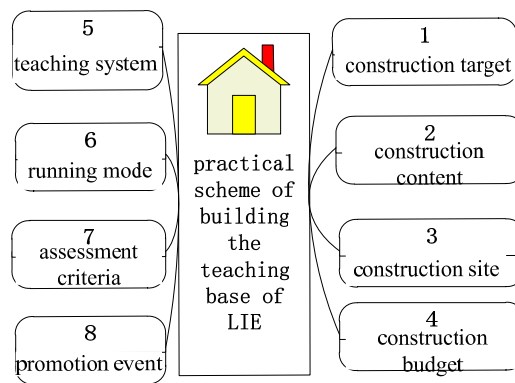 5
teaching system
6
running mode
7
assessment
criteria
8
promotion event
practical
scheme of
building
the
teaching
base of
LIE
1
construction target
2
construction
content
3
construction site
4
construction
budget